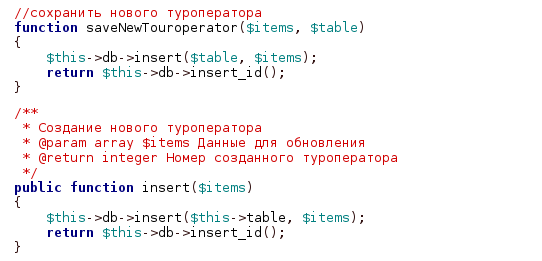 //сохранить нового туроператора
function saveNewTouroperator($items, $table)
{
    $this->db->insert($table, $items);
    return $this->db->insert_id();
}
/**
 * Создание нового туроператора
 * @param array $items Данные для обновления
 * @return integer Номер созданного туроператора
 */
public function insert($items)
{
    $this->db->insert($this->table, $items);
    return $this->db->insert_id();
}